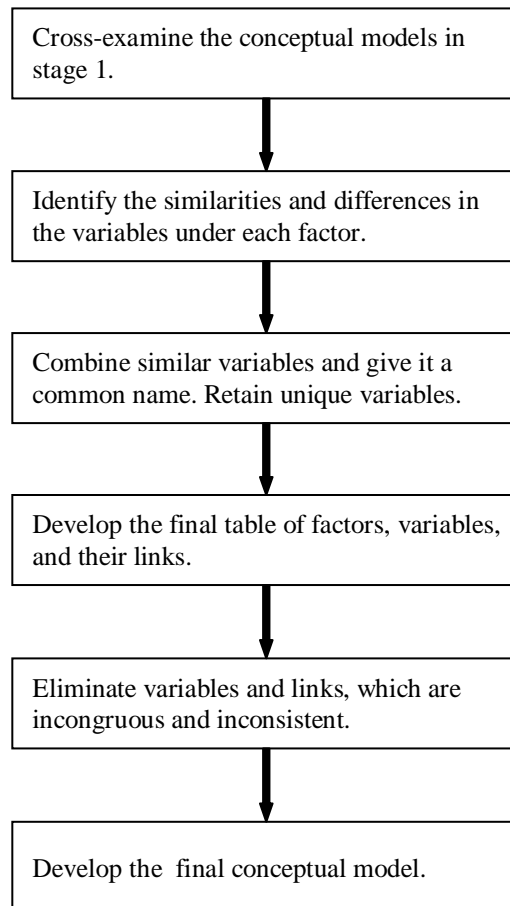 Cross-examine the conceptual models in
stage 1.
Identify the similarities and differences in
the variables under each factor.
Combine similar variables and give it a
common name. Retain unique variables.
Develop the final table of factors, variables,
and their links.
Eliminate variables and links, which are
incongruous and inconsistent.
Develop the  final conceptual model.